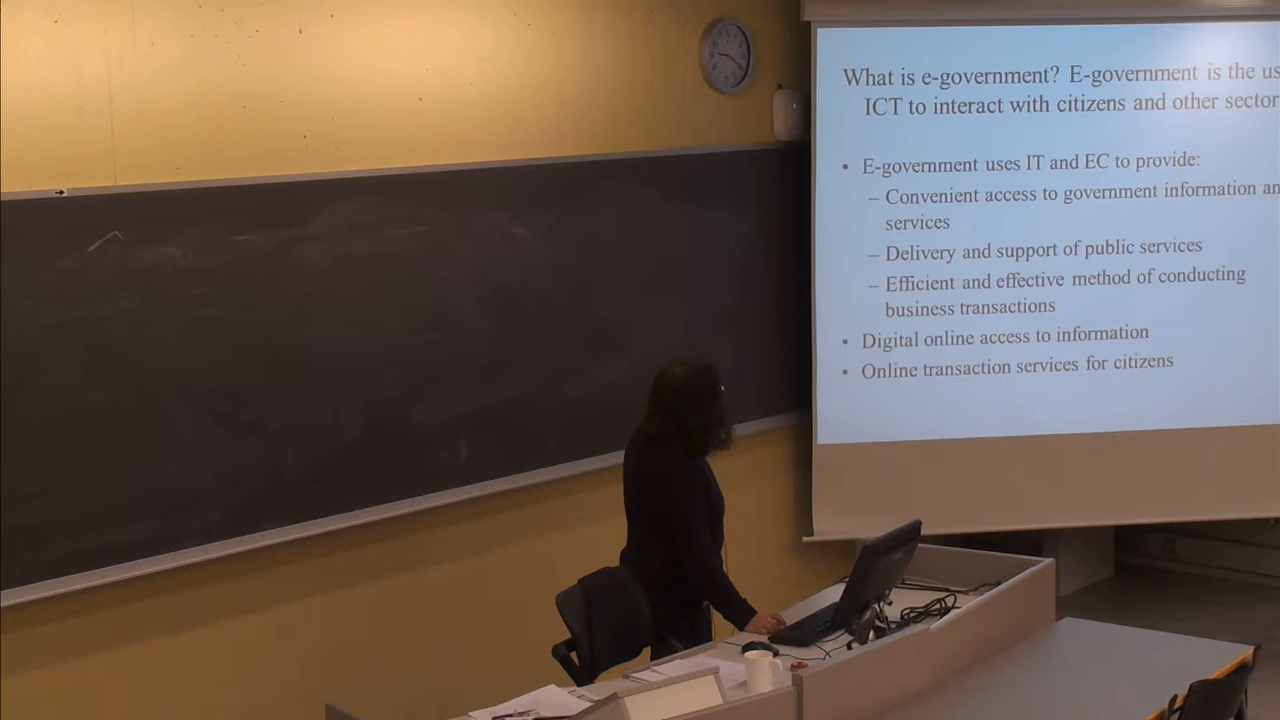 What is e-government? E-government is the us
ICT to interact with citizens and other sector
• E-government uses IT and EC to provide:
– Convenient access to government information an
services
– Delivery and support of public services
– Efficient and effective method of conducting
business transactions
• Digital online access to information
• Online transaction services for citizens